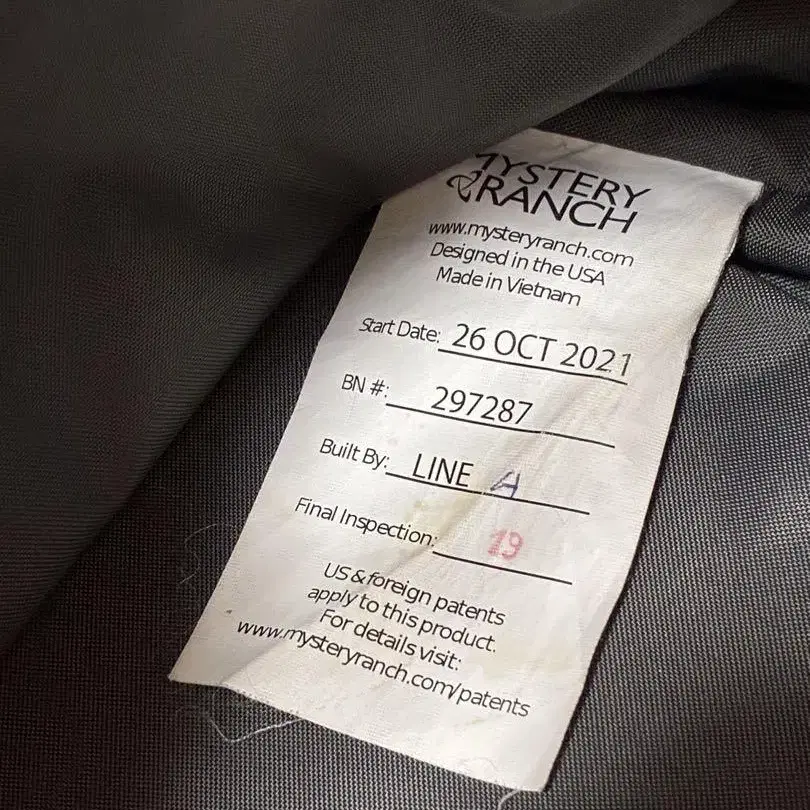 MYSTERY
RANCH
www.mysteryranch.com
Designed in the USA
Made in Vietnam
Start Date: 26 OCT 2021
BN #: 297287
Built By: LINE A
Final Inspection: 19
US & foreign patents
apply to this product.
For details visit:
www.mysteryranch.com/patents